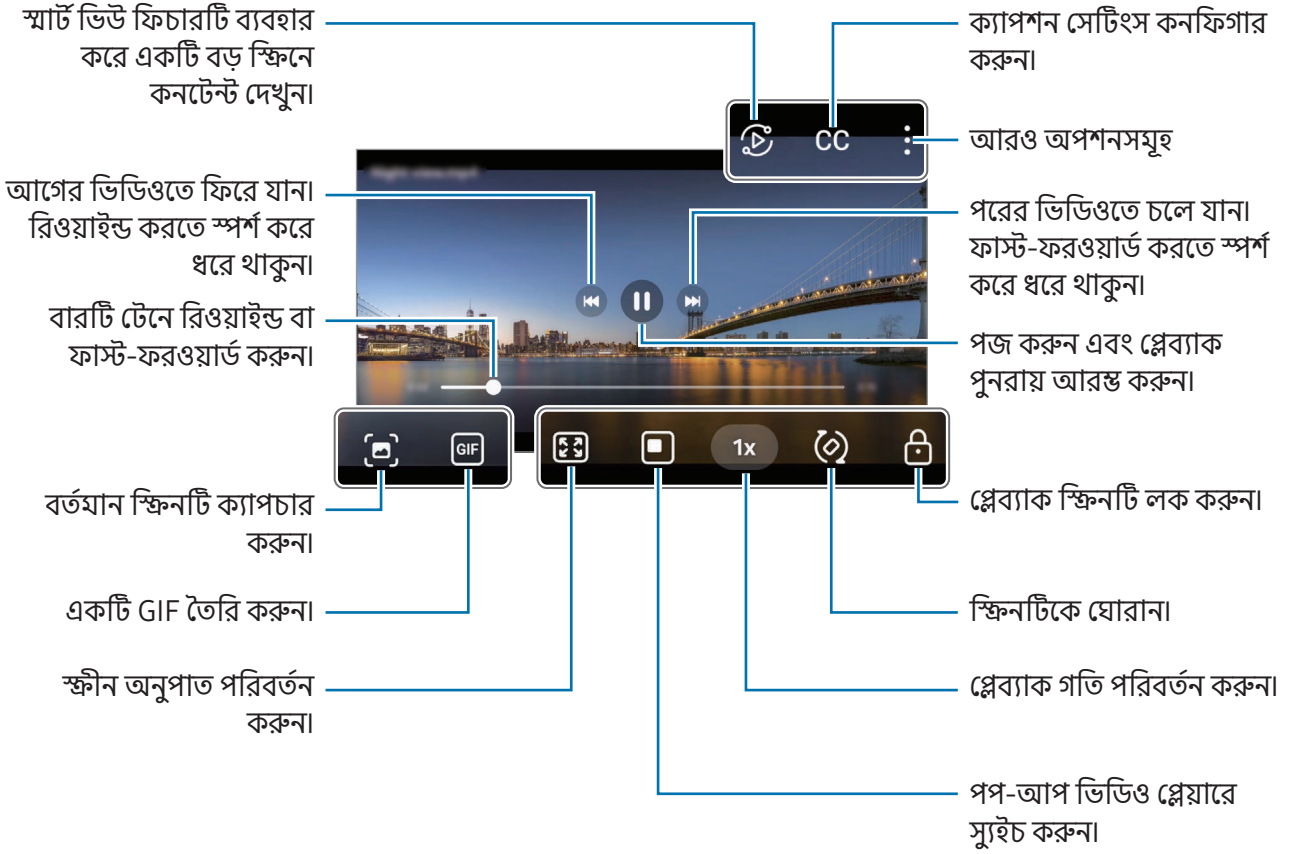 স্মার্ট ভিউ ফিচারটি ব্যবহার
করে একটি বড় স্ক্রিনে
কনটেন্ট দেখুন।
ক্যাপশন সেটিংস কনফিগার
করুন।
CC
আরও অপশনসমূহ
আগের ভিডিওতে ফিরে যান।
রিওয়াইন্ড করতে স্পর্শ করে
ধরে থাকুন।
পরের ভিডিওতে চলে যান।
ফাস্ট-ফরওয়ার্ড করতে স্পর্শ
করে ধরে থাকুন।
বারটি টেনে রিওয়াইন্ড বা
ফাস্ট-ফরওয়ার্ড করুন।
পজ করুন এবং প্লেব্যাক
পুনরায় আরম্ভ করুন।
GIF
1x
বর্তমান স্ক্রিনটি ক্যাপচার
করুন।
প্লেব্যাক স্ক্রিনটি লক করুন।
একটি GIF তৈরি করুন।
স্ক্রিনটিকে ঘোরান।
স্ক্রীন অনুপাত পরিবর্তন
করুন।
প্লেব্যাক গতি পরিবর্তন করুন।
পপ-আপ ভিডিও প্লেয়ারে
স্যুইচ করুন।